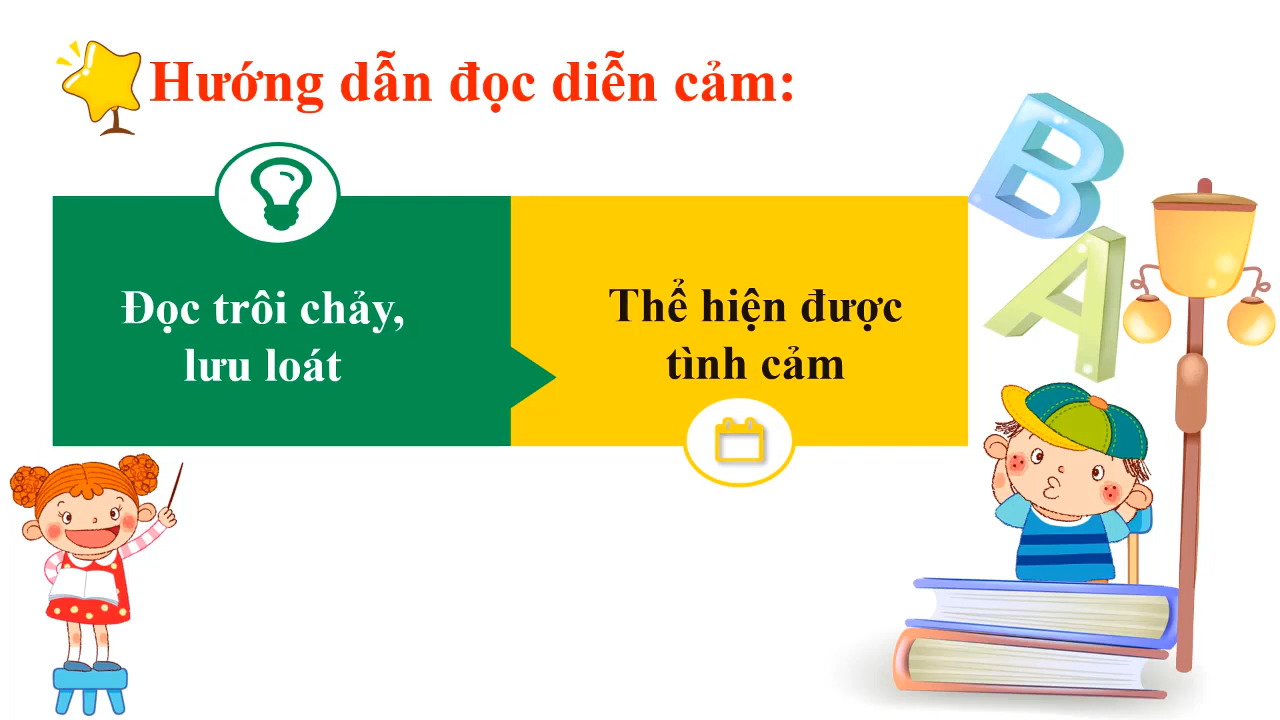 Hướng dẫn đọc diễn cảm:
Đọc trôi chảy,
lưu loát
Thể hiện được
tình cảm
B
A